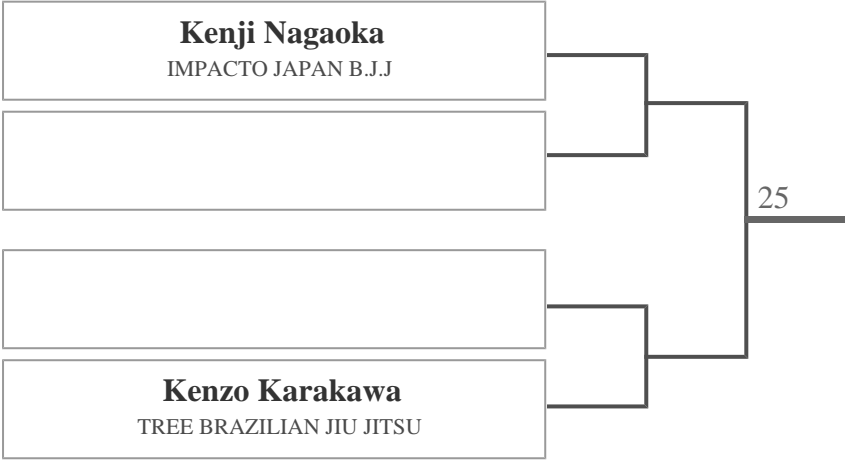 Kenji Nagaoka
IMPACTO JAPAN B.J.J
25
Kenzo Karakawa
TREE BRAZILIAN JIU JITSU